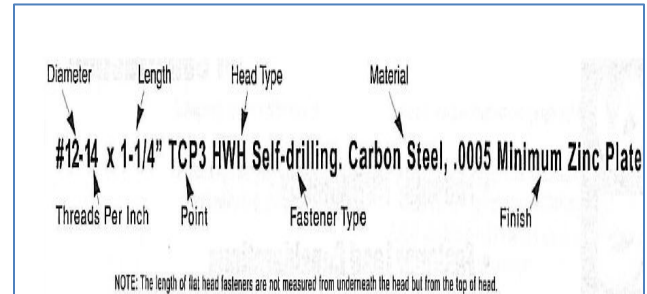 Diameter Length Head Type Material
#12-14 x 1-1/4" TCP3 HWH Self-drilling. Carbon Steel, .0005 Minimum Zinc Plate
Threads Per Inch Point Fastener Type Finish
NOTE: The length of flat head fasteners are not measured from underneath the head but from the top of head.